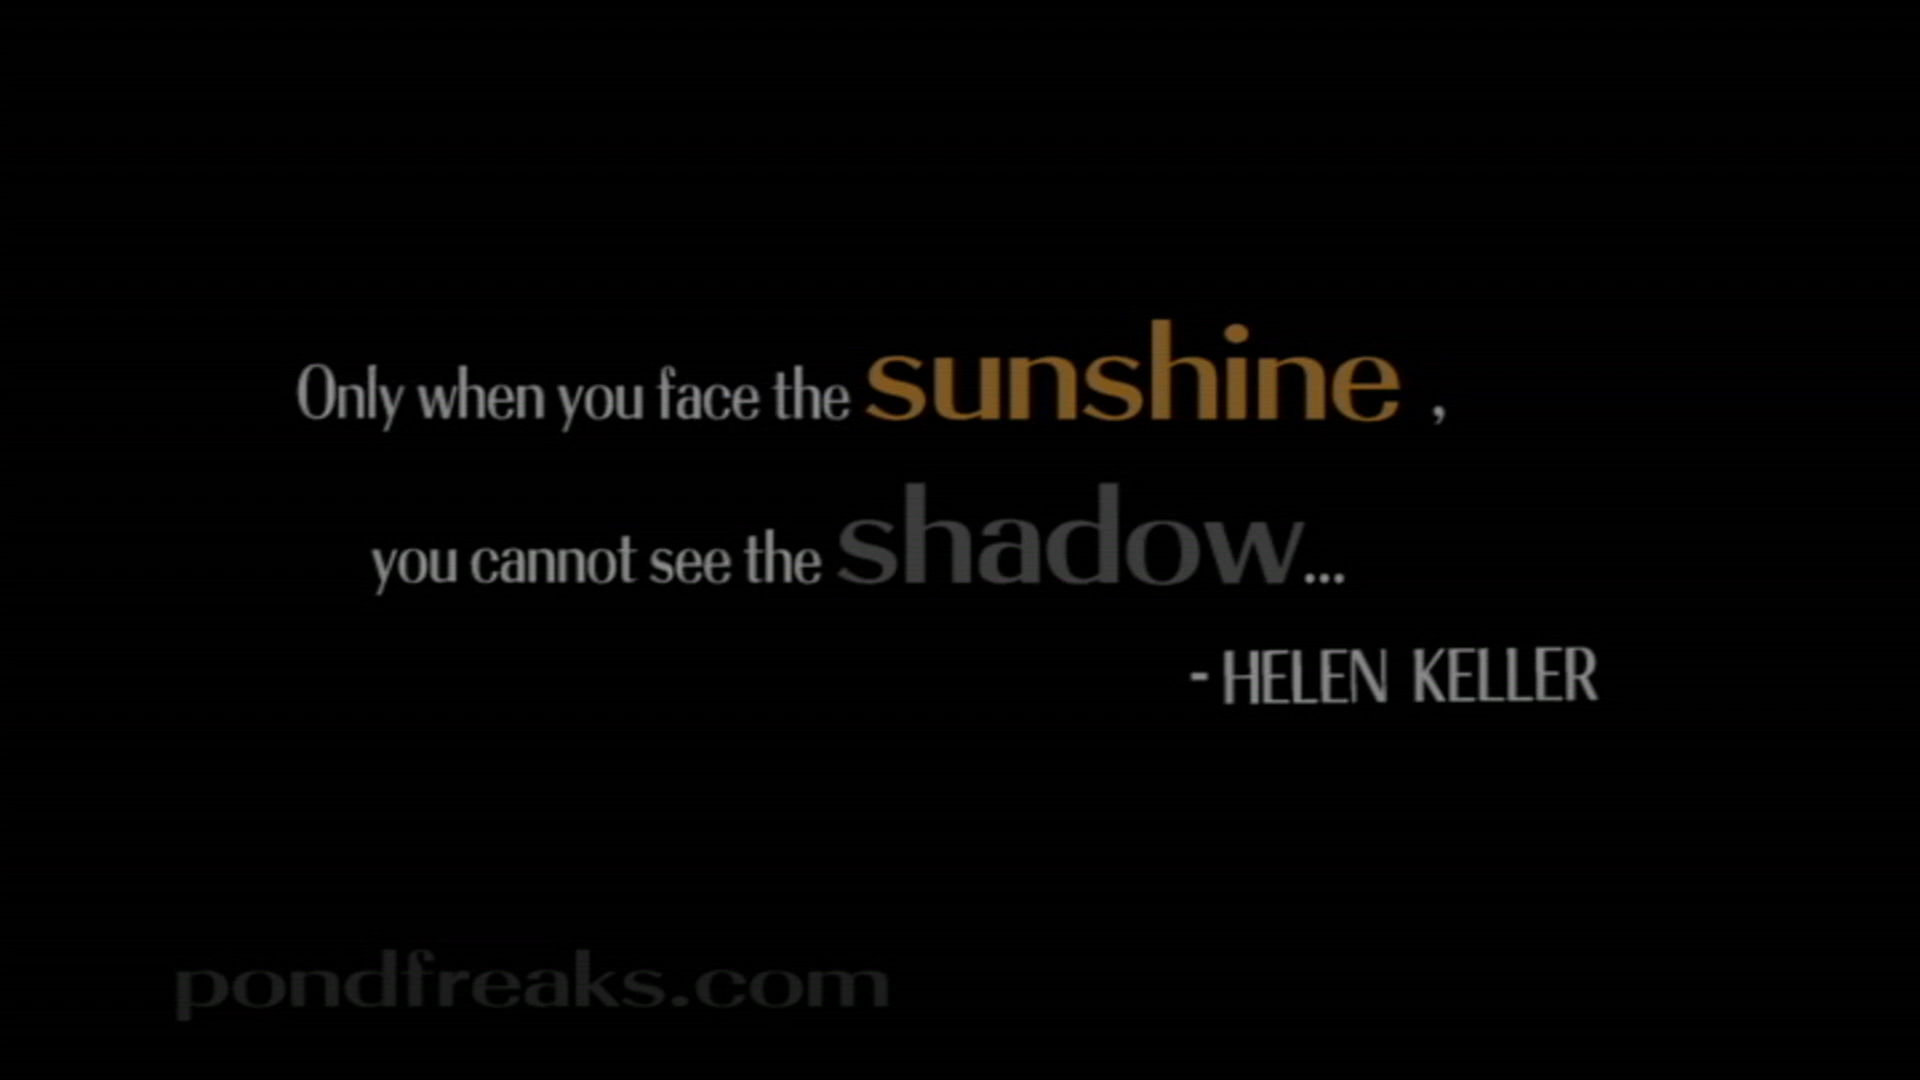 Only when you face the sunshine ,
you cannot see the shadow...
- HELEN KELLER
pondfreaks.com